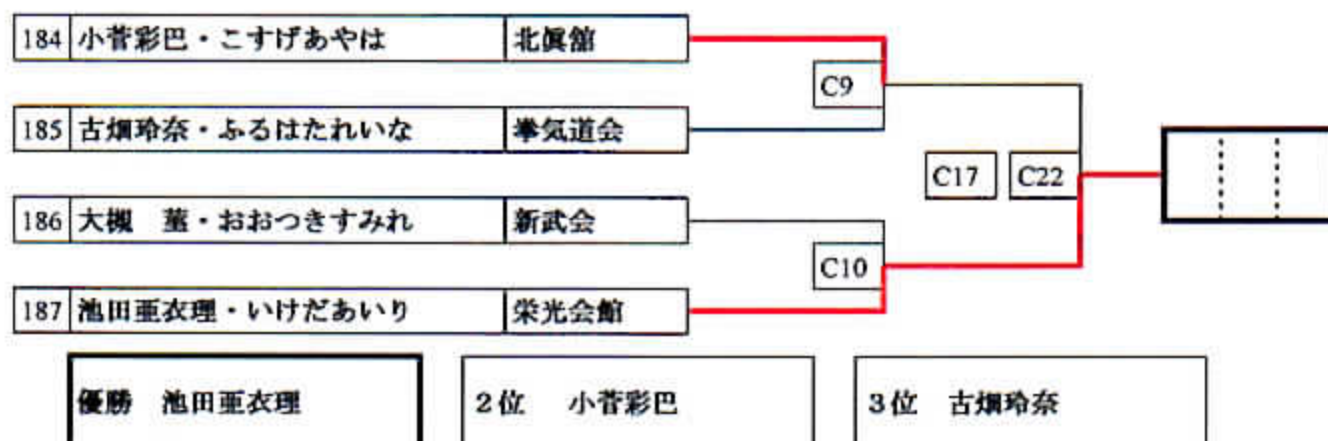 184 小菅彩巴・こすげあやは 北眞舘
C9
185 古畑玲奈・ふるはたれいな 拳気道会
C17 C22
186 大槻 菫・おおつきすみれ 新武会
C10
187 池田亜衣理・いけだあいり 栄光会館
優勝 池田亜衣理 2位 小菅彩巴 3位 古畑玲奈